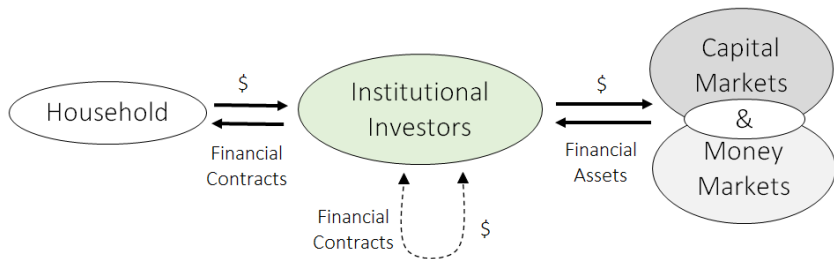 Household
$
Financial
Contracts
Institutional
Investors
Financial
Contracts
$
$
Financial
Assets
Capital
Markets
&
Money
Markets